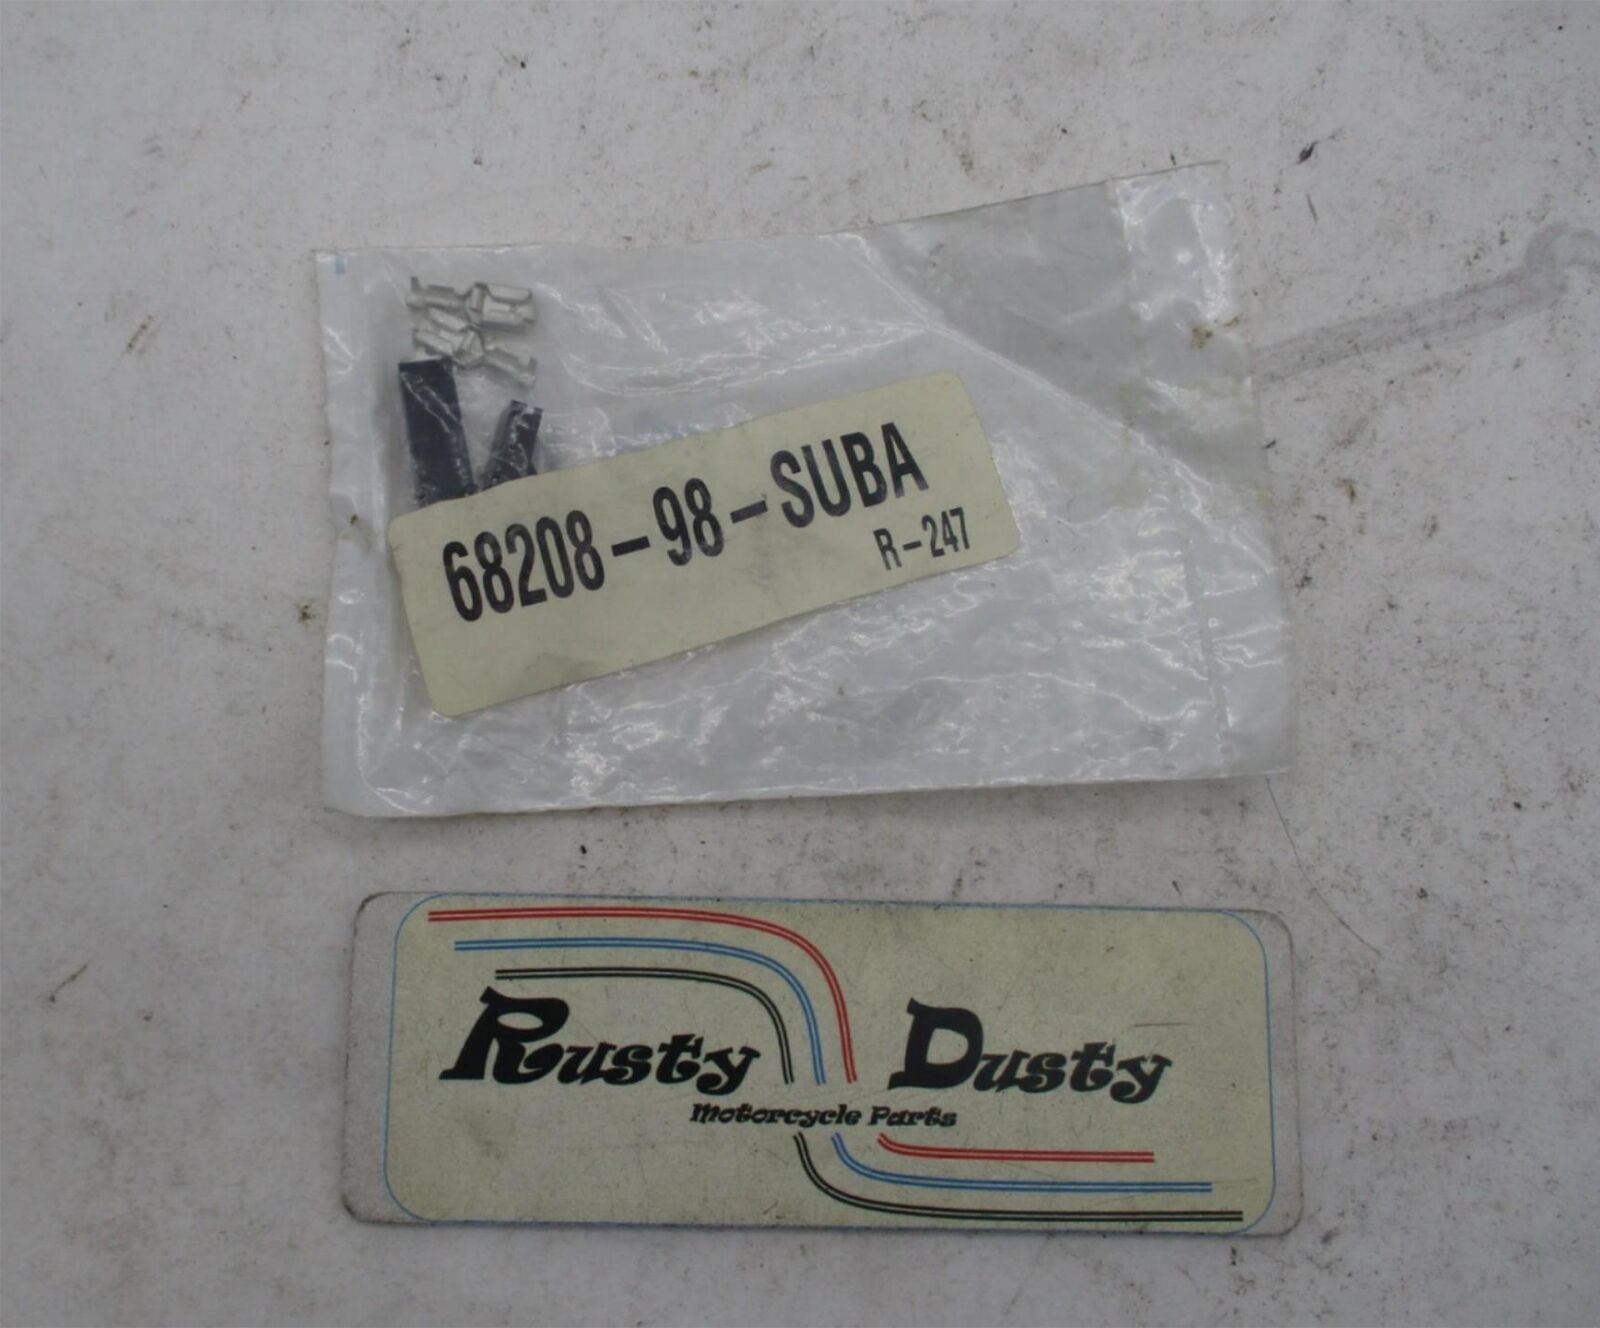 68208-98-SUBA
R-247
Rusty Dusty
Motorcycle Parts